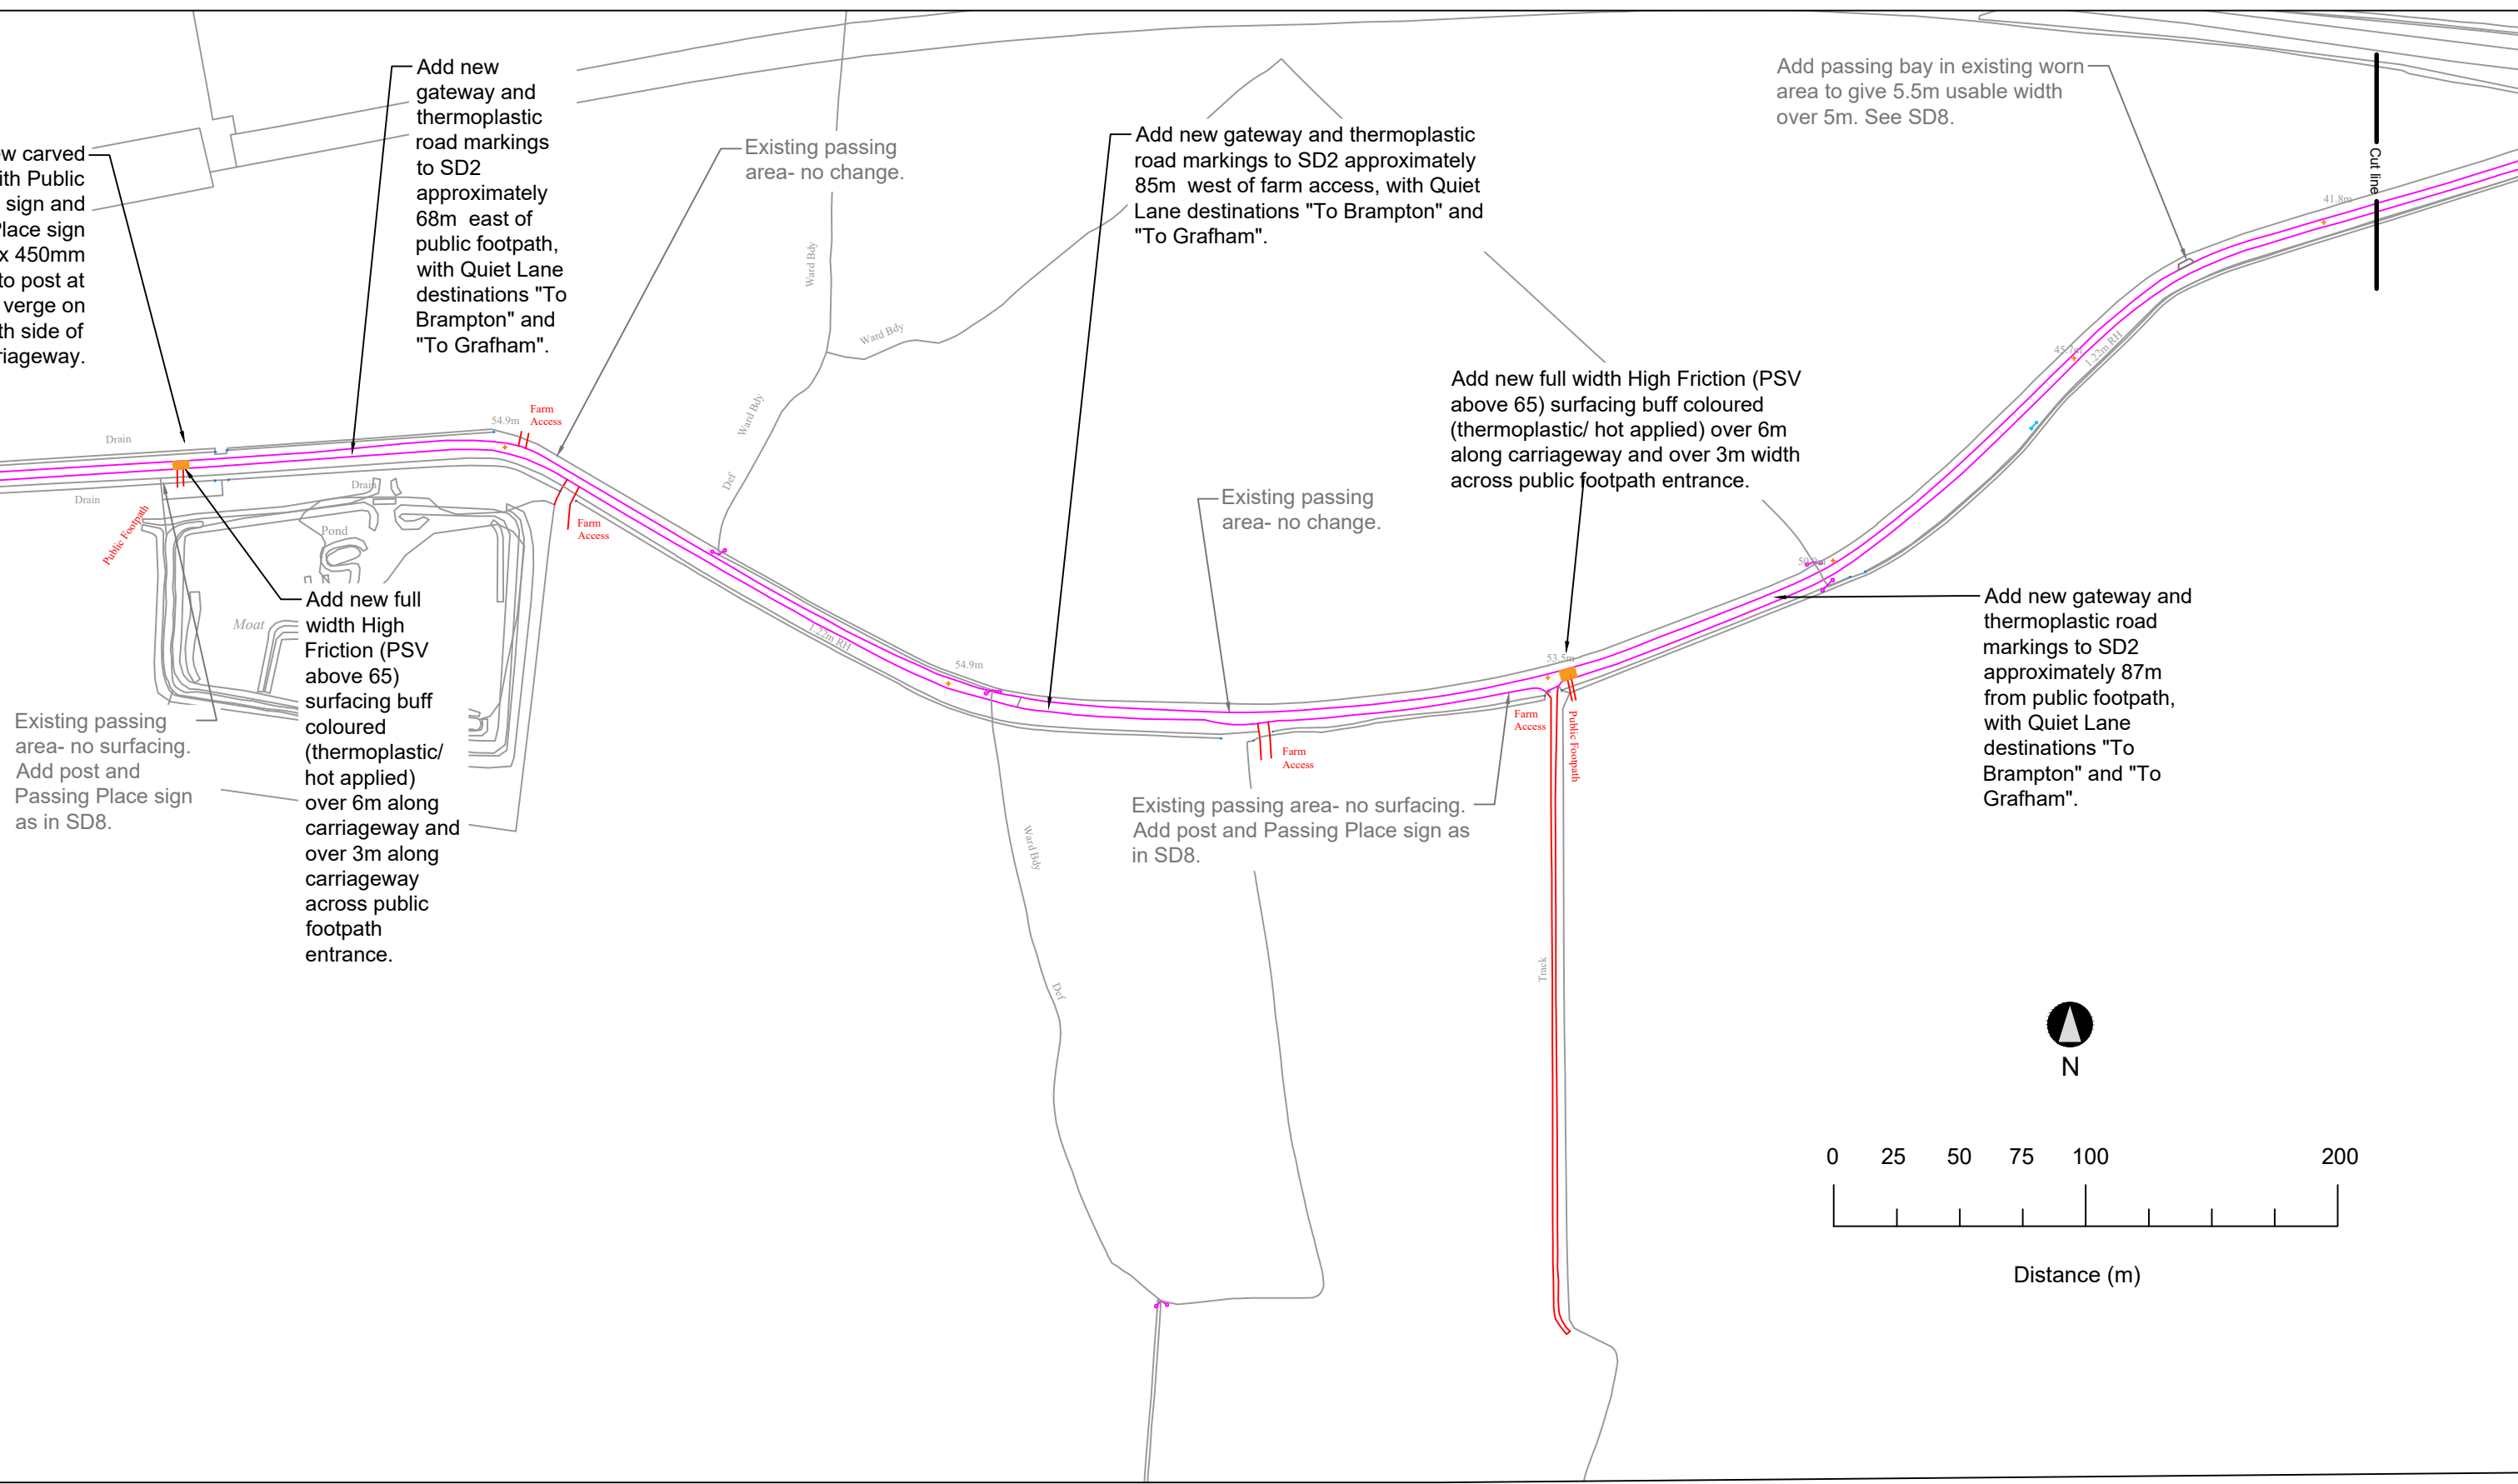 w carved
ith Public
sign and
Place sign
x 450mm
to post at
verge on
th side of
riageway.
Add new
gateway and
thermoplastic
road markings
to SD2
approximately
68m east of
public footpath,
with Quiet Lane
destinations "To
Brampton" and
"To Grafham".
Existing passing
area- no change.
Add new gateway and thermoplastic
road markings to SD2 approximately
85m west of farm access, with Quiet
Lane destinations "To Brampton" and
"To Grafham".
Add passing bay in existing worn
area to give 5.5m usable width
over 5m. See SD8.
Cut line
41.8m
Ward Bdy
Ward Bdy
Ward Bdy
Def
45.7m
1.22m RH
Add new full width High Friction (PSV
above 65) surfacing buff coloured
(thermoplastic/ hot applied) over 6m
along carriageway and over 3m width
across public footpath entrance.
54.9m
Farm
Access
Drain
Drain
Drain
Public Footpath
Pond
Farm
Access
Moat
Existing passing
area- no change.
Add new full
width High
Friction (PSV
above 65)
surfacing buff
coloured
(thermoplastic/
hot applied)
over 6m along
carriageway and
over 3m along
carriageway
across public
footpath
entrance.
Existing passing
area- no surfacing.
Add post and
Passing Place sign
as in SD8.
1.22m RH
54.9m
53.5m
Farm
Access
Public Footpath
Farm
Access
Add new gateway and
thermoplastic road
markings to SD2
approximately 87m
from public footpath,
with Quiet Lane
destinations "To
Brampton" and "To
Grafham".
Existing passing area- no surfacing.
Add post and Passing Place sign as
in SD8.
Ward Bdy
Def
Track
N
0 25 50 75 100 200
Distance (m)